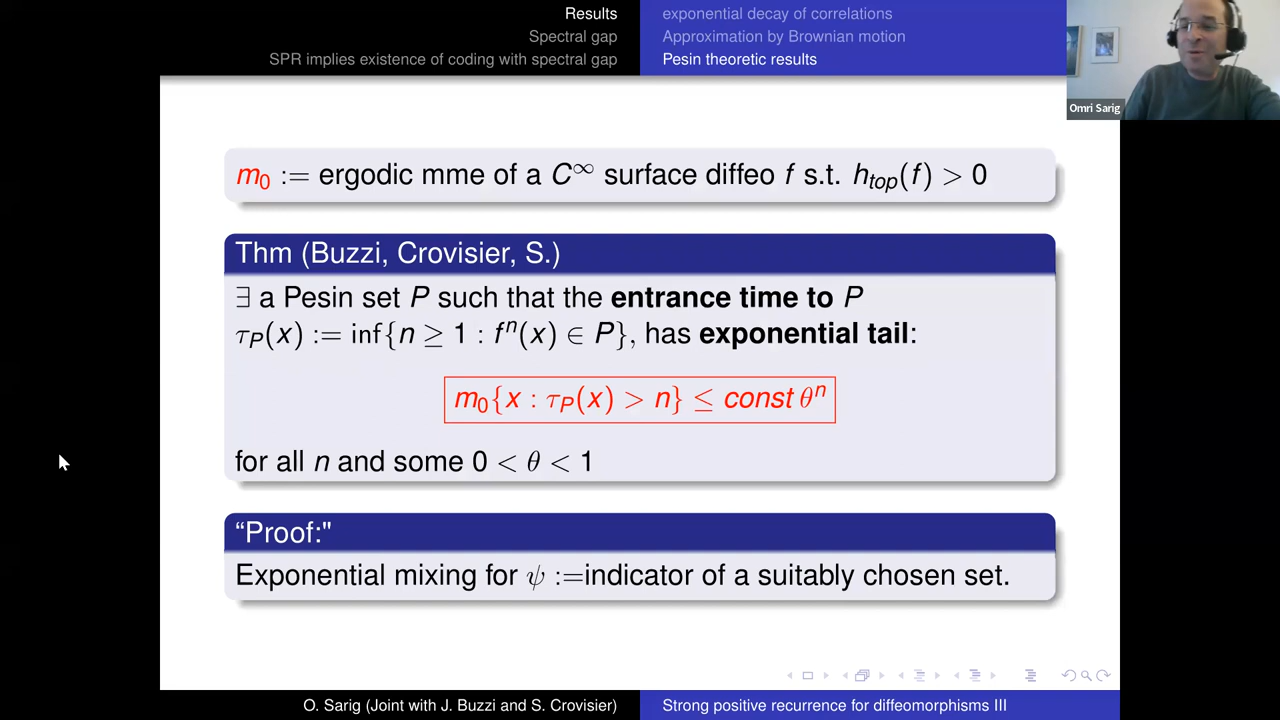 Results
Spectral gap
SPR implies existence of coding with spectral gap
exponential decay of correlations
Approximation by Brownian motion
Pesin theoretic results
Omri Sarig
m₀ := ergodic mme of a C^∞ surface diffeo f s.t. h_top(f) > 0
Thm (Buzzi, Crovisier, S.)
∃ a Pesin set P such that the entrance time to P
τ_P(x) := inf{n ≥ 1 : fⁿ(x) ∈ P}, has exponential tail:
m₀{x : τ_P(x) > n} ≤ const θⁿ
for all n and some 0 < θ < 1
“Proof:"
Exponential mixing for ψ :=indicator of a suitably chosen set.
O. Sarig (Joint with J. Buzzi and S. Crovisier)
Strong positive recurrence for diffeomorphisms III